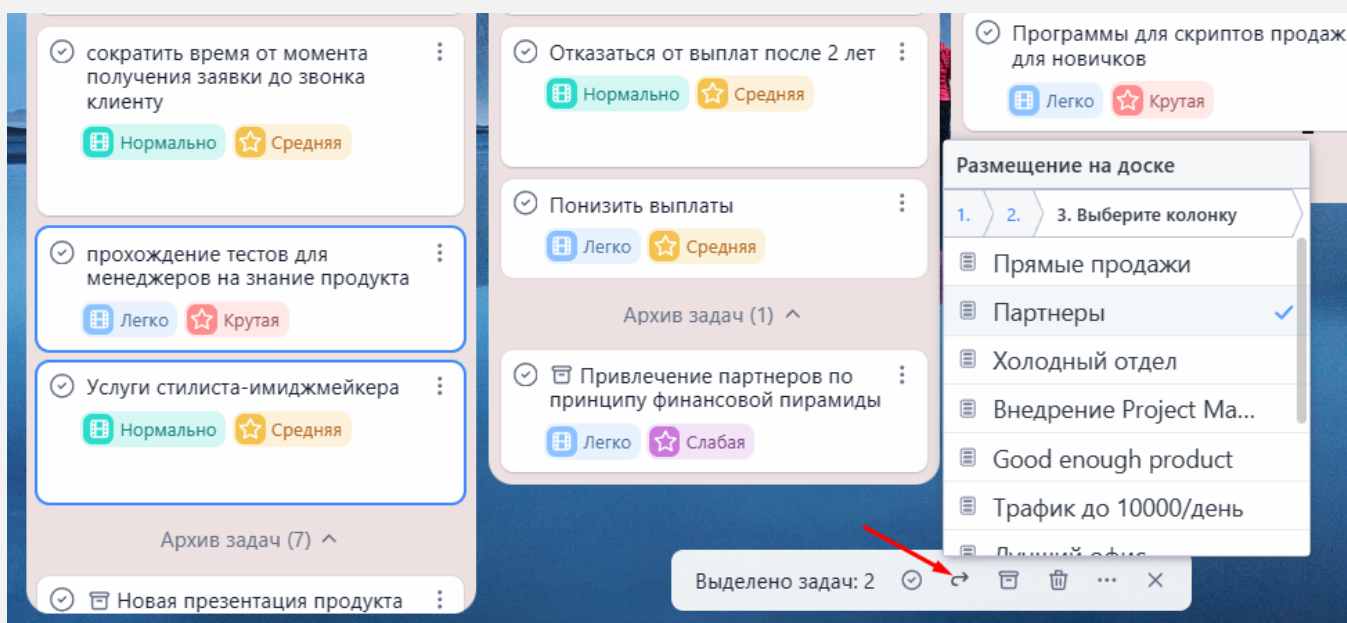 сократить время от момента
получения заявки до звонка
клиенту
Нормально
Средняя
прохождение тестов для
менеджеров на знание продукта
Легко
Крутая
Услуги стилиста-имиджмейкера
Нормально
Средняя
Архив задач (7)
Новая презентация продукта
Отказаться от выплат после 2 лет
Нормально
Средняя
Понизить выплаты
Легко
Средняя
Архив задач (1)
Привлечение партнеров по
принципу финансовой пирамиды
Легко
Слабая
Программы для скриптов продаж
для новичков
Легко
Крутая
Размещение на доске
1. 2. 3. Выберите колонку
Прямые продажи
Партнеры
Холодный отдел
Внедрение Project Ma...
Good enough product
Трафик до 10000/день
Лучший офис
Выделено задач: 2